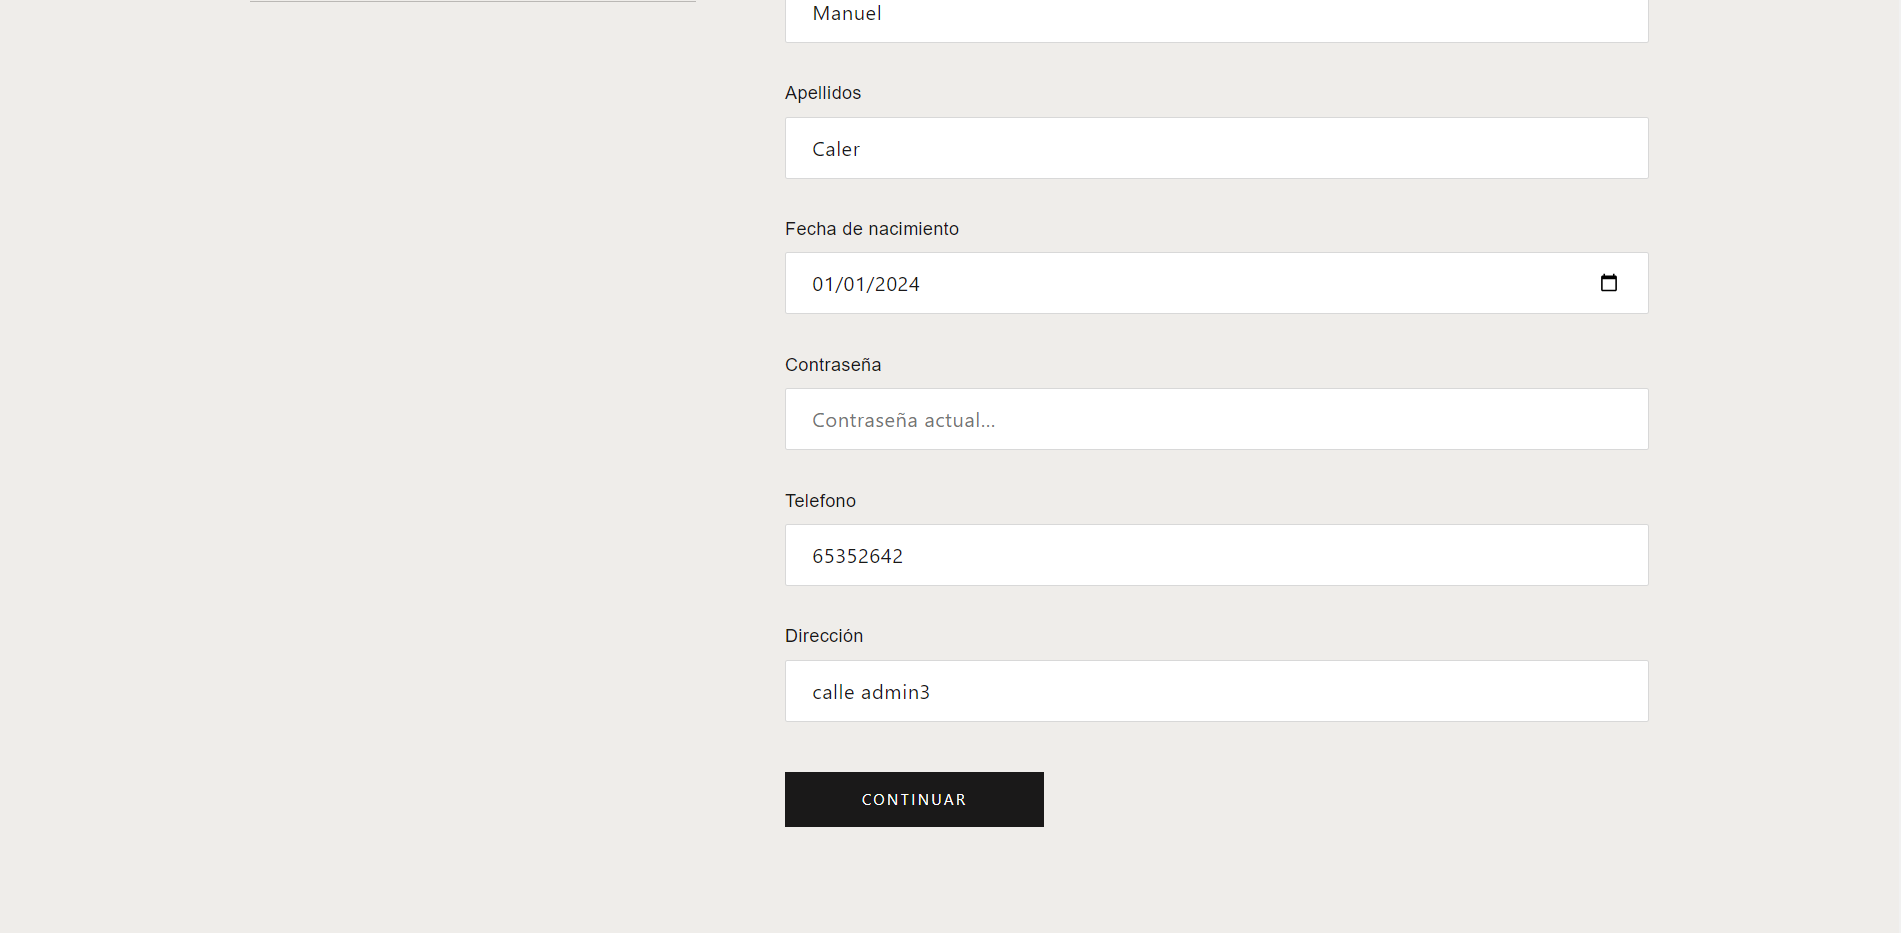 Manuel
Apellidos
Caler
Fecha de nacimiento
01/01/2024
Contraseña
Contraseña actual...
Telefono
65352642
Dirección
calle admin3
CONTINUAR